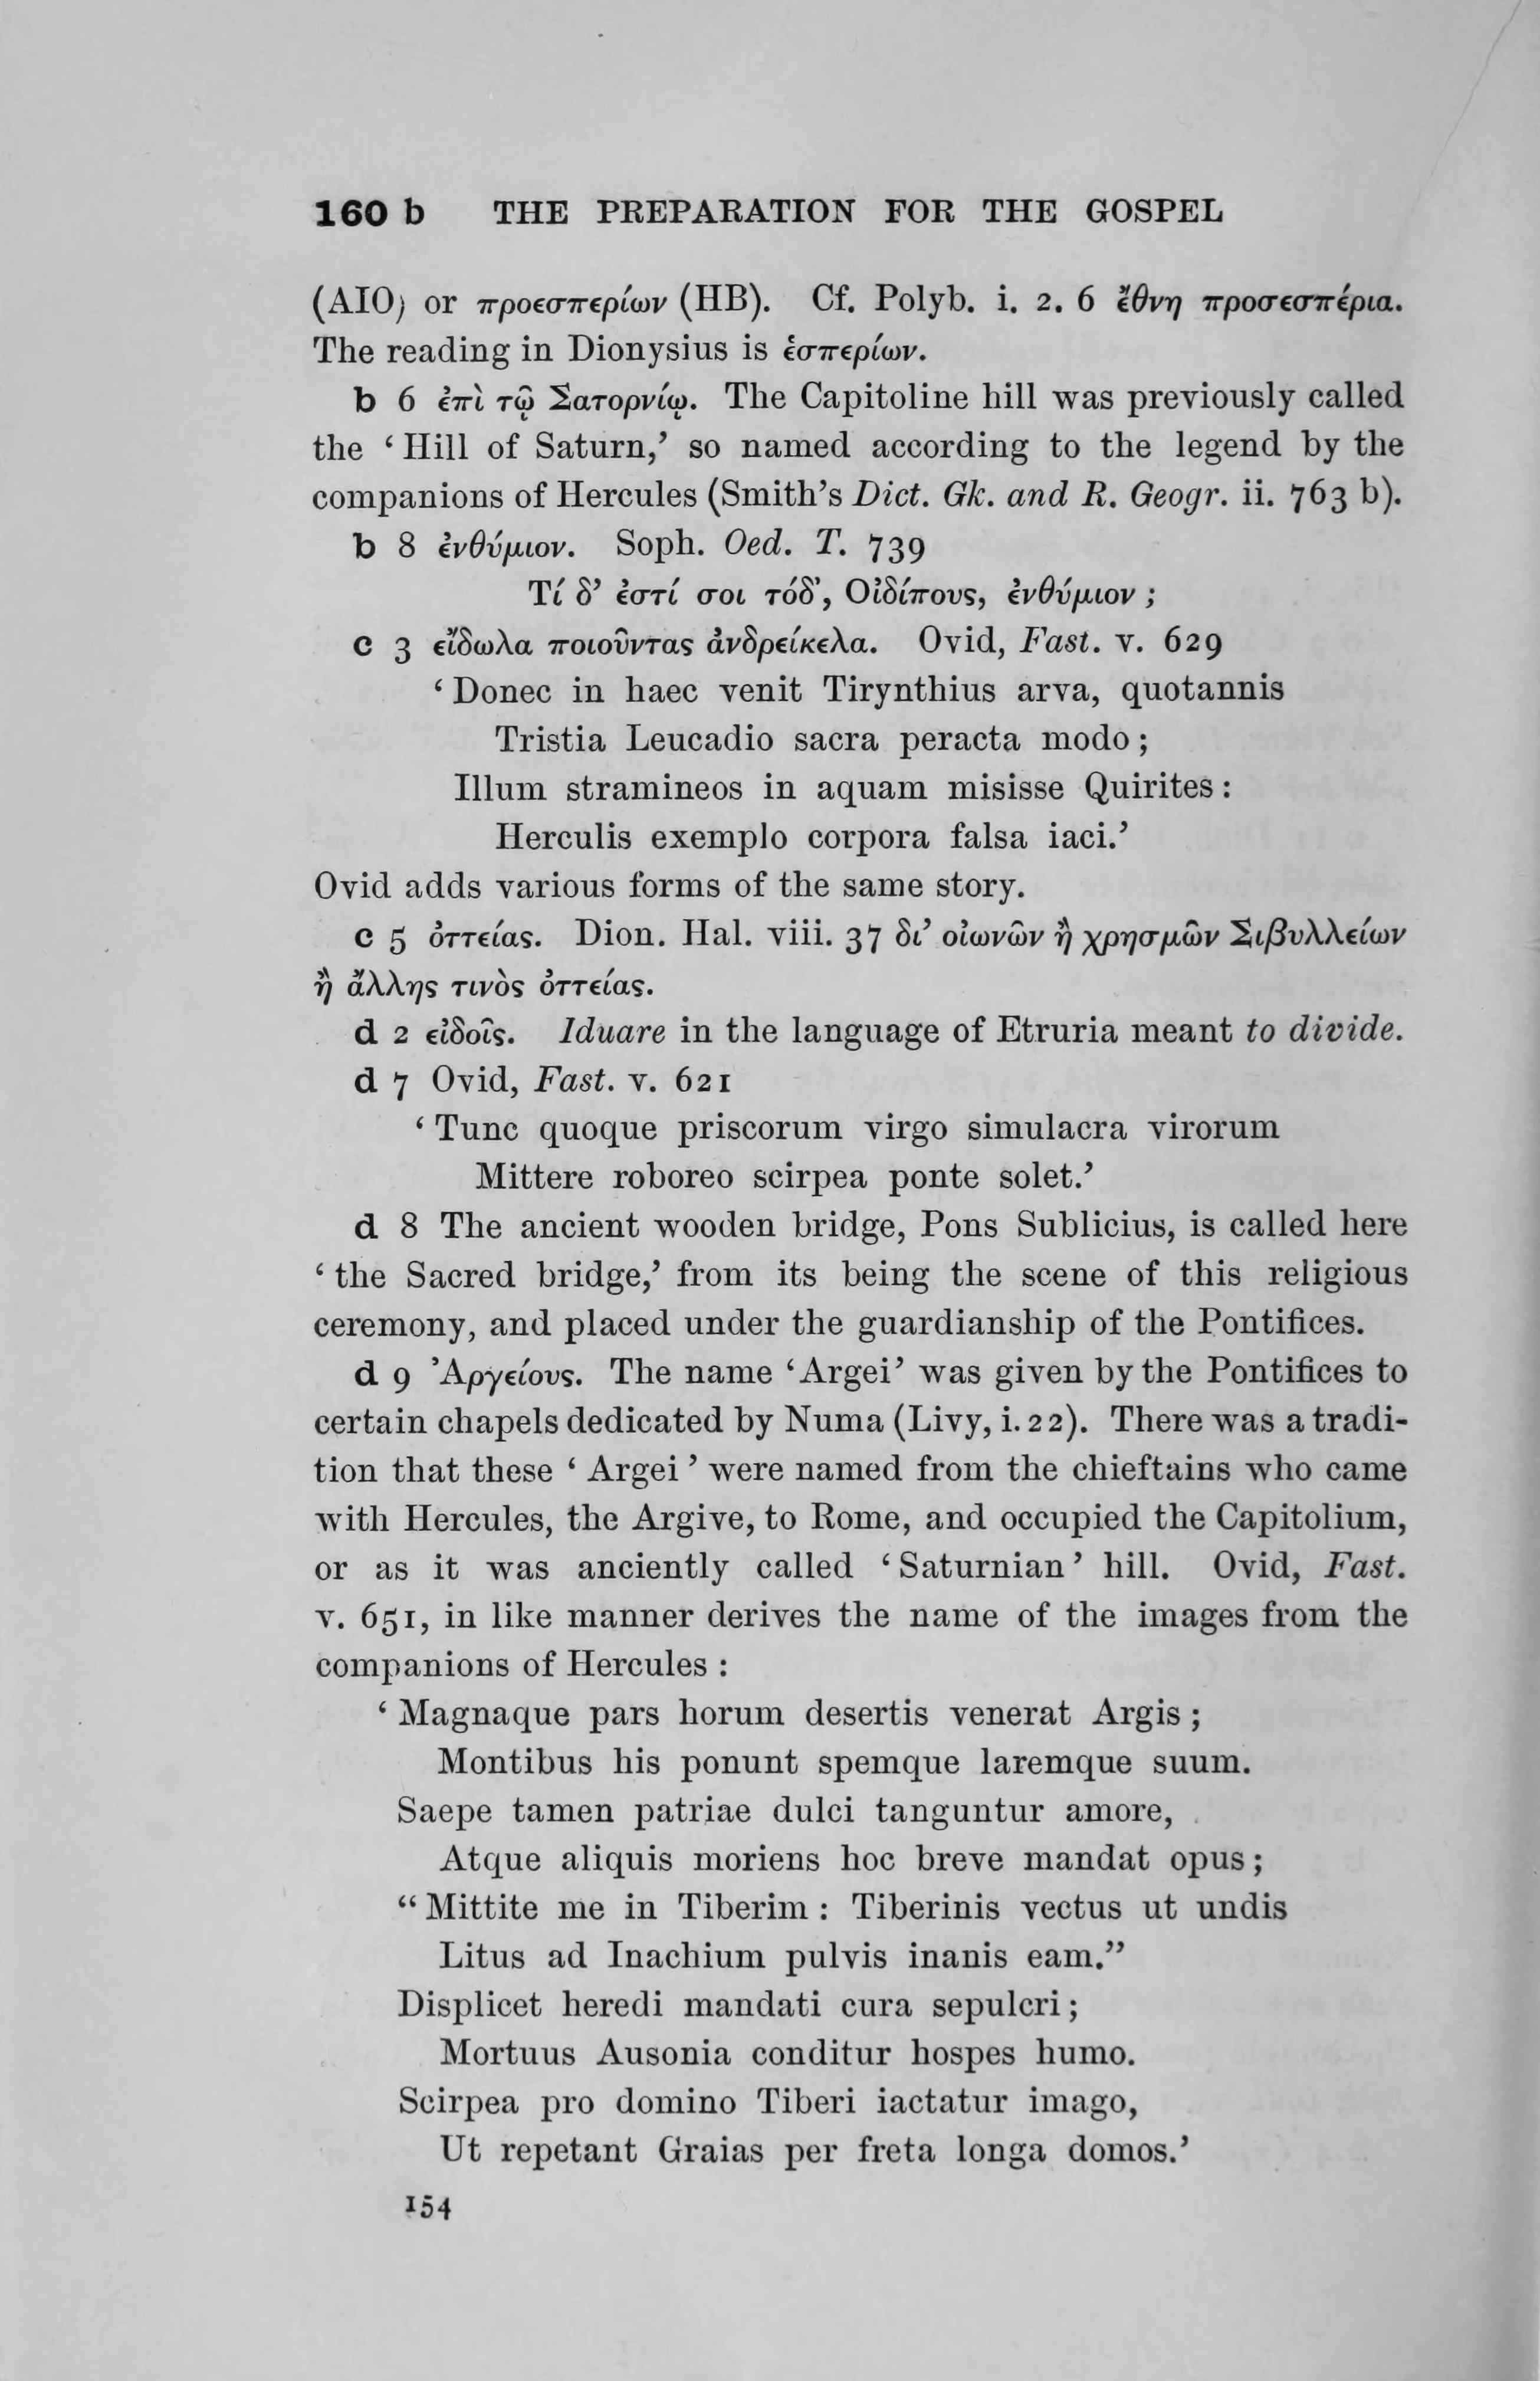 160 b THE PREPARATION FOR THE GOSPEL
(AIO) or προεσπερίων (HB). Cf. Polyb. i. 2. 6 ἔθνη προσεσπέρια.
The reading in Dionysius is ἑσπερίων.
b 6 ἐπὶ τῷ Σατορνίῳ. The Capitoline hill was previously called
the ‘Hill of Saturn,’ so named according to the legend by the
companions of Hercules (Smith’s Dict. Gk. and R. Geogr. ii. 763 b).
b 8 ἐνθύμιον. Soph. Oed. T. 739
Τί δ’ ἐστί σοι τόδ’, Οἰδίπους, ἐνθύμιον ;
c 3 εἴδωλα ποιοῦντας ἀνδρείκελα. Ovid, Fast. v. 629
‘Donec in haec venit Tirynthius arva, quotannis
Tristia Leucadio sacra peracta modo;
Illum stramineos in aquam misisse Quirites:
Herculis exemplo corpora falsa iaci.’
Ovid adds various forms of the same story.
c 5 ὀττείας. Dion. Hal. viii. 37 δι’ οἰωνῶν ἢ χρησμῶν Σιβυλλείων
ἢ ἄλλης τινὸς ὀττείας.
d 2 εἰδοῖς. Iduare in the language of Etruria meant to divide.
d 7 Ovid, Fast. v. 621
‘Tunc quoque priscorum virgo simulacra virorum
Mittere roboreo scirpea ponte solet.’
d 8 The ancient wooden bridge, Pons Sublicius, is called here
‘the Sacred bridge,’ from its being the scene of this religious
ceremony, and placed under the guardianship of the Pontifices.
d 9 Ἀργείους. The name ‘Argei’ was given by the Pontifices to
certain chapels dedicated by Numa (Livy, i. 22). There was a tradi-
tion that these ‘Argei’ were named from the chieftains who came
with Hercules, the Argive, to Rome, and occupied the Capitolium,
or as it was anciently called ‘Saturnian’ hill. Ovid, Fast.
v. 651, in like manner derives the name of the images from the
companions of Hercules :
‘Magnaque pars horum desertis venerat Argis;
Montibus his ponunt spemque laremque suum.
Saepe tamen patriae dulci tanguntur amore,
Atque aliquis moriens hoc breve mandat opus;
“Mittite me in Tiberim : Tiberinis vectus ut undis
Litus ad Inachium pulvis inanis eam.”
Displicet heredi mandati cura sepulcri;
Mortuus Ausonia conditur hospes humo.
Scirpea pro domino Tiberi iactatur imago,
Ut repetant Graias per freta longa domos.’
154